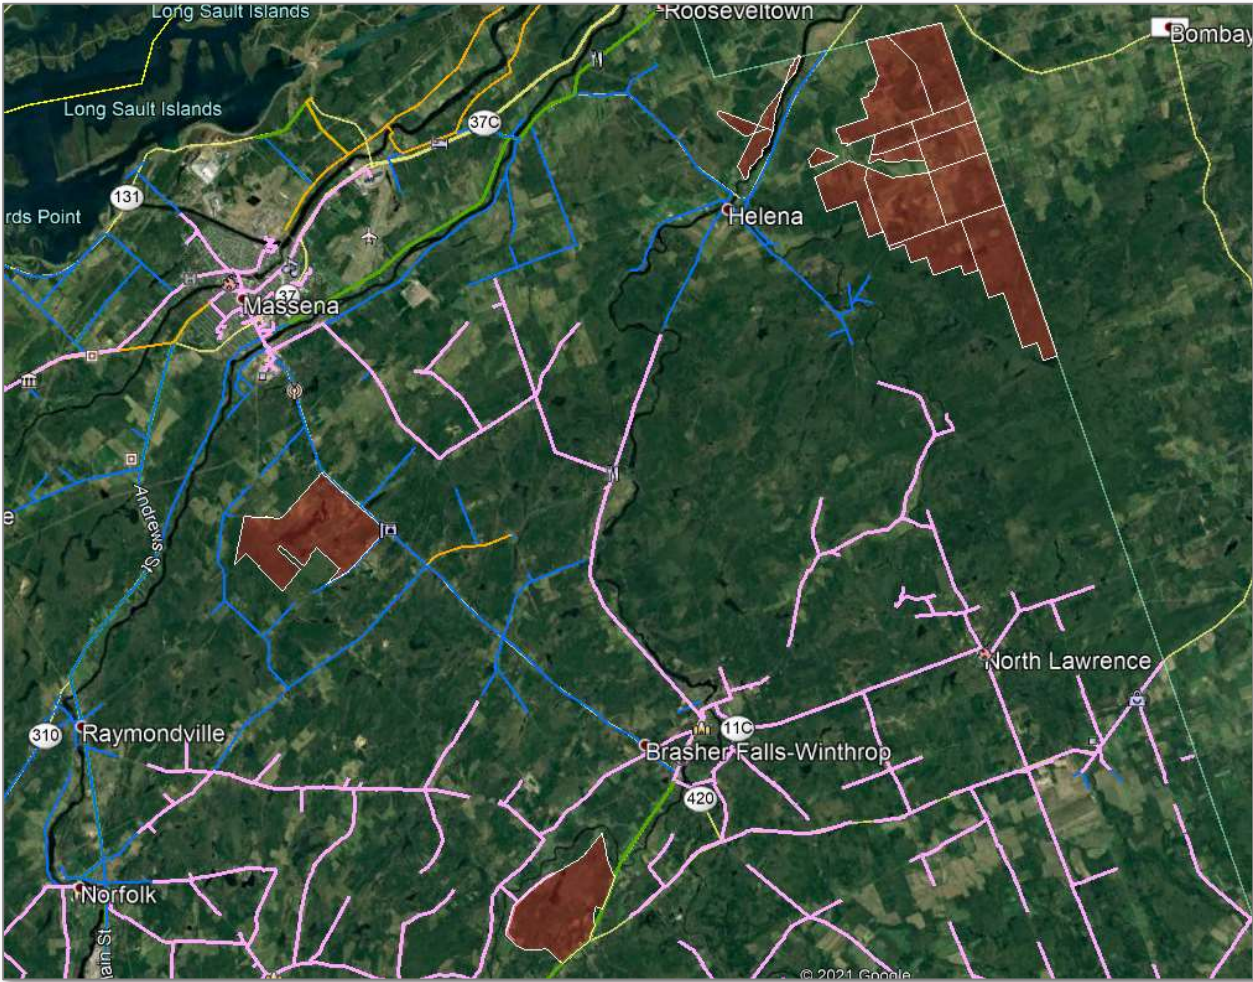 Long Sault Islands
Rooseveltown
Bombay
Long Sault Islands
37C
131
rds Point
Helena
37
Massena
e
Andrews St
North Lawrence
310
Raymondville
11C
Brasher Falls-Winthrop
420
Norfolk
ain St
© 2021 Google